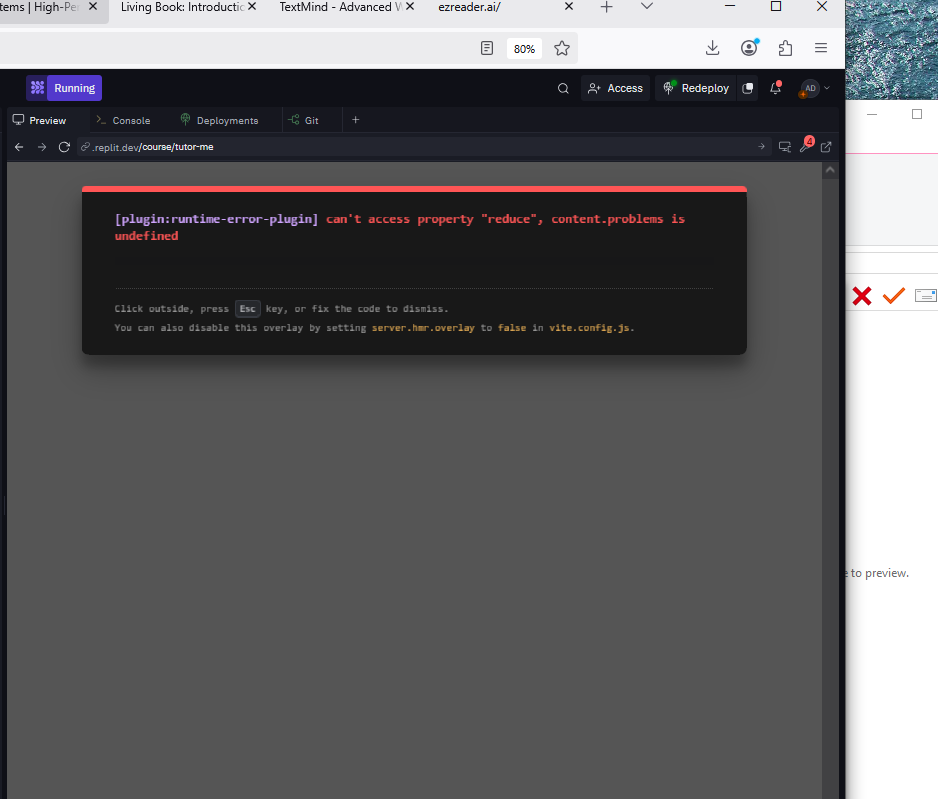 tems | High-Pe
Living Book: Introductic
TextMind - Advanced W
ezreader.ai/
80%
Running
Access
Redeploy
AD
Preview
Console
Deployments
Git
.replit.dev/course/tutor-me
4
[plugin:runtime-error-plugin] can't access property "reduce", content.problems is
undefined
Click outside, press Esc key, or fix the code to dismiss.
You can also disable this overlay by setting server.hmr.overlay to false in vite.config.js.
e to preview.